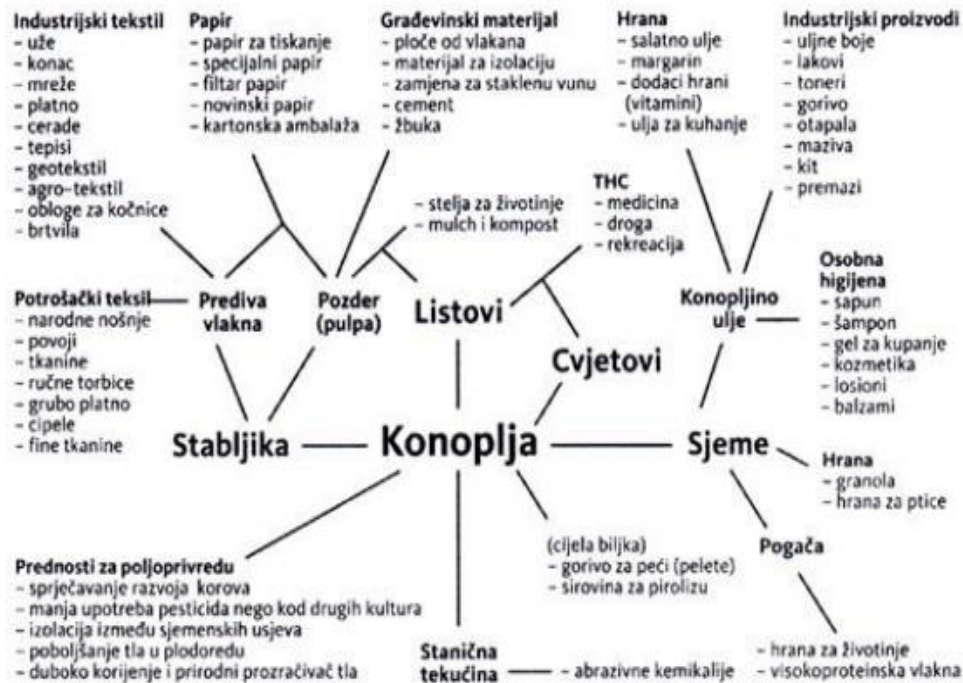 Industrijski tekstil
- uže
- konac
- mreže
- platno
- cerade
- tepisi
- geotekstil
- agro-tekstil
- obloge za kočnice
- brtvila
Papir
- papir za tiskanje
- specijalni papir
- filtar papir
- novinski papir
- kartonska ambalaža
Građevinski materijal
- ploče od vlakana
- materijal za izolaciju
- zamjena za staklenu vunu
- cement
- žbuka
Hrana
- salatno ulje
- margarin
- dodaci hrani
(vitamini)
- ulja za kuhanje
Industrijski proizvodi
- uljne boje
- lakovi
- toneri
- gorivo
- otapala
- maziva
- kit
- premazi
- stelja za životinje
- mulch i kompost
THC
- medicina
- droga
- rekreacija
Osobna
higijena
- sapun
- šampon
- gel za kupanje
- kozmetika
- losioni
- balzami
Potrošački teksil
- narodne nošnje
- povoji
- tkanine
- ručne torbice
- grubo platno
- cipele
- fine tkanine
Prediva
vlakna
Pozder
(pulpa)
Listovi
Cvjetovi
Konopljino
ulje
Stabljika
Konoplja
Sjeme
Hrana
- granola
- hrana za ptice
Prednosti za poljoprivredu
- sprječavanje razvoja korova
- manja upotreba pesticida nego kod drugih kultura
- izolacija između sjemenskih usjeva
- poboljšanje tla u plodoredu
- duboko korijenje i prirodni prozračivač tla
(cijela biljka)
- gorivo za peći (pelete)
- sirovina za pirolizu
Pogača
Stanična
tekućina
- abrazivne kemikalije
- hrana za životinje
- visokoproteinska vlakna